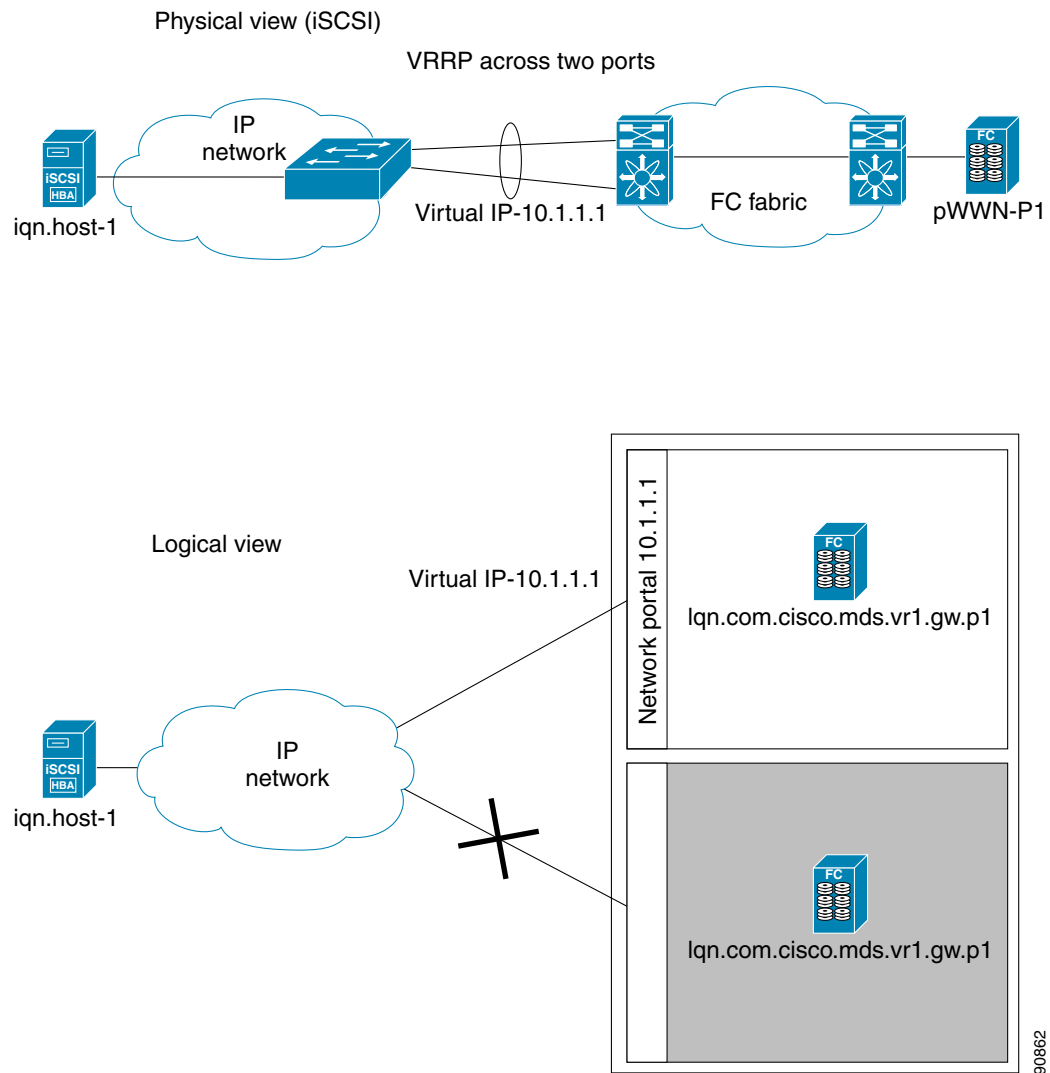 Physical view (iSCSI)
VRRP across two ports
IP
network
iSCSI
HBA
iqn.host-1
Virtual IP-10.1.1.1
FC fabric
FC
pWWN-P1
Logical view
Virtual IP-10.1.1.1
Network portal 10.1.1.1
FC
lqn.com.cisco.mds.vr1.gw.p1
iSCSI
HBA
iqn.host-1
IP
network
FC
lqn.com.cisco.mds.vr1.gw.p1
90862